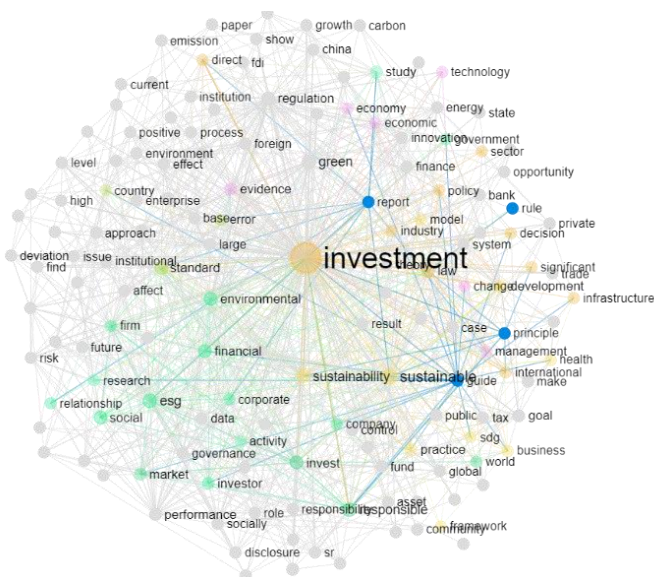 paper
growth
carbon
emission
show
china
direct
fdi
study
technology
current
institution
regulation
economy
energy
state
economic
positive
process
foreign
innovation
government
environment
effect
green
finance
sector
level
opportunity
country
evidence
policy
bank
high
enterprise
report
rule
base
error
model
private
approach
large
industry
decision
system
deviation
issue
institutional
investment
find
standard
law
significant
trade
affect
change
development
environmental
infrastructure
firm
result
case
principle
future
financial
management
risk
health
sustainability
sustainable
international
research
guide
make
relationship
esg
corporate
social
data
company
public
tax
goal
control
activity
sdg
governance
practice
business
market
invest
fund
world
investor
global
performance
role
responsibility
responsible
asset
socially
community
framework
disclosure
sr